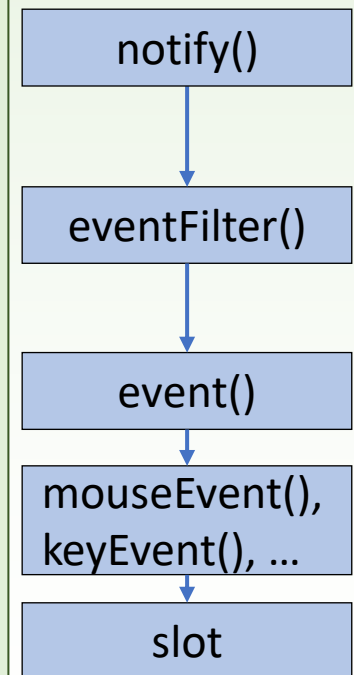 notify()
eventFilter()
event()
mouseEvent(),
keyEvent(), ...
slot